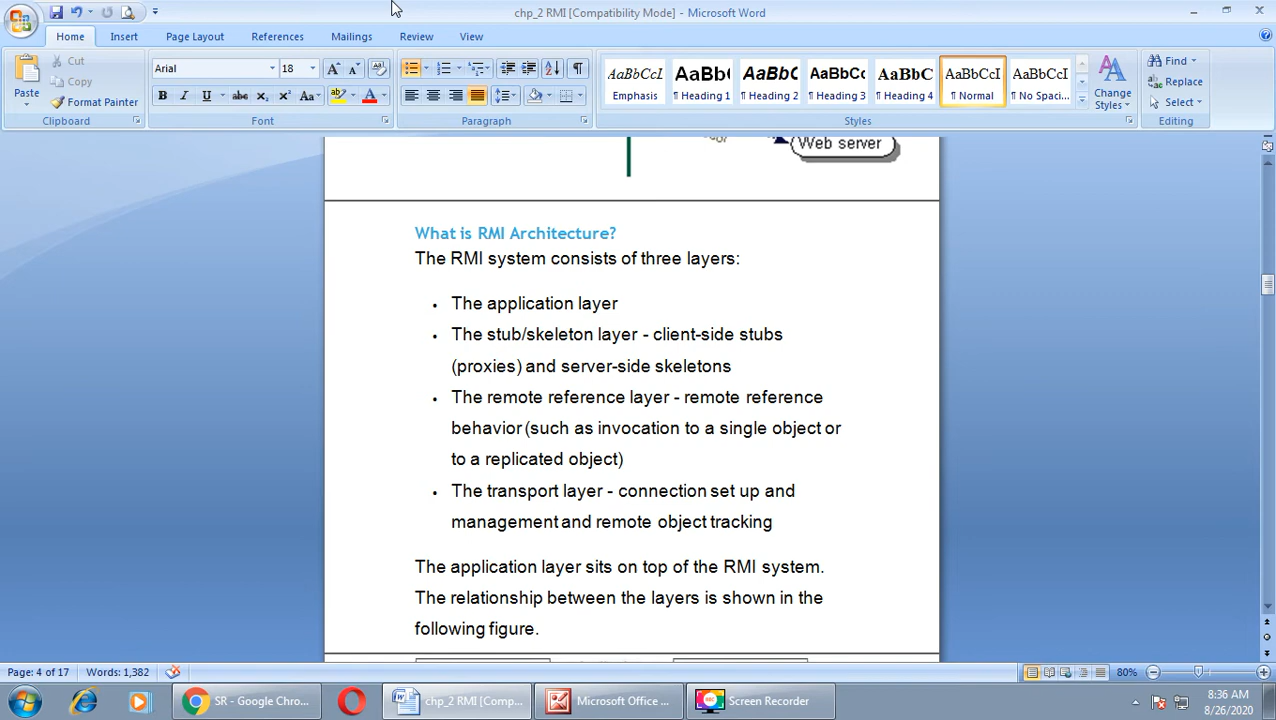 chp_2 RMI [Compatibility Mode] - Microsoft Word
Home Insert Page Layout References Mailings Review View
Paste
Cut
Copy
Format Painter
Clipboard
Arial 18
Font
Paragraph
AaBbCcI AaBb( AaBbC AaBbCc AaBbC AaBbCcI AaBbCcI
Emphasis ¶ Heading 1 ¶ Heading 2 ¶ Heading 3 ¶ Heading 4 ¶ Normal ¶ No Spaci...
Styles
Change
Styles
Find
Replace
Select
Editing
Web server
What is RMI Architecture?
The RMI system consists of three layers:
• The application layer
• The stub/skeleton layer - client-side stubs
(proxies) and server-side skeletons
• The remote reference layer - remote reference
behavior (such as invocation to a single object or
to a replicated object)
• The transport layer - connection set up and
management and remote object tracking
The application layer sits on top of the RMI system.
The relationship between the layers is shown in the
following figure.
Page: 4 of 17 Words: 1,382 80%
SR - Google Chro... chp_2 RMI [Comp... Microsoft Office ... Screen Recorder
8:36 AM
8/26/2020